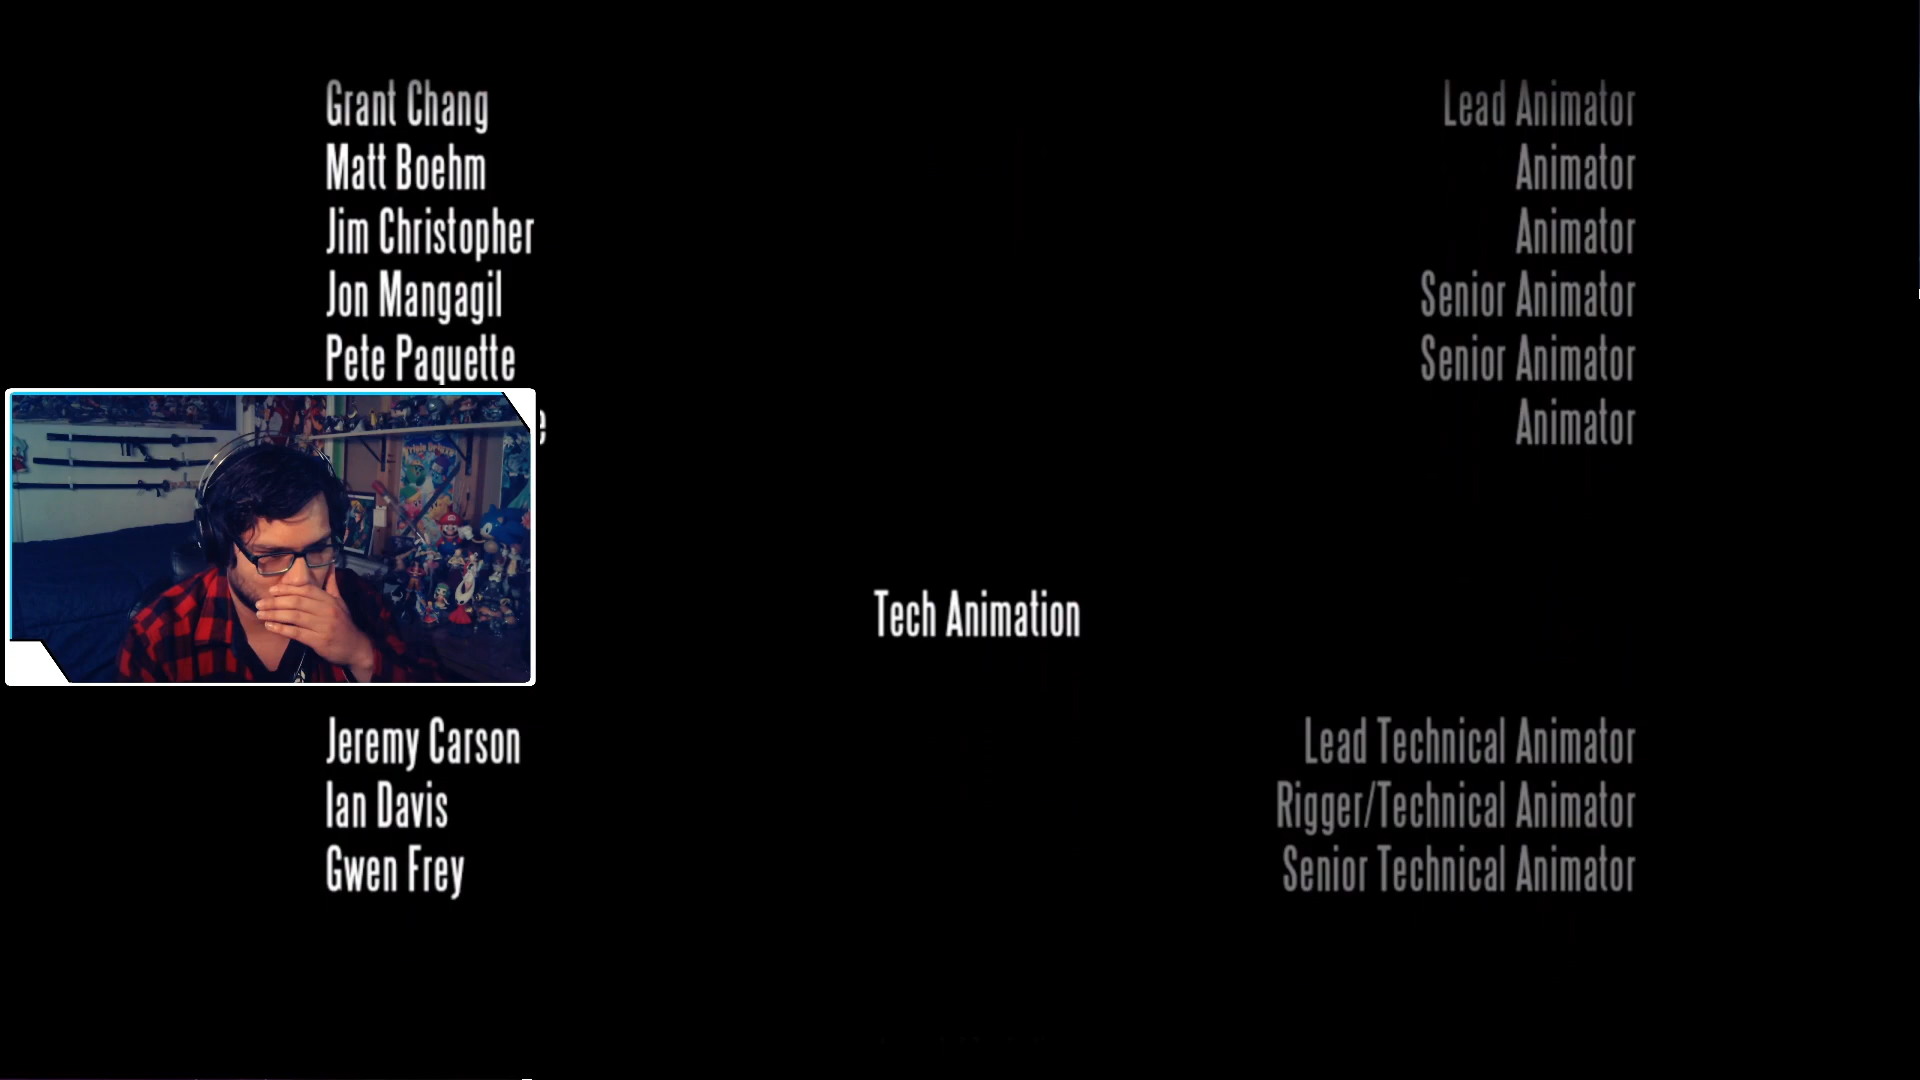 Grant Chang Lead Animator
Matt Boehm Animator
Jim Christopher Animator
Jon Mangagil Senior Animator
Pete Paquette Senior Animator
Animator
Tech Animation
Jeremy Carson Lead Technical Animator
Ian Davis Rigger/Technical Animator
Gwen Frey Senior Technical Animator